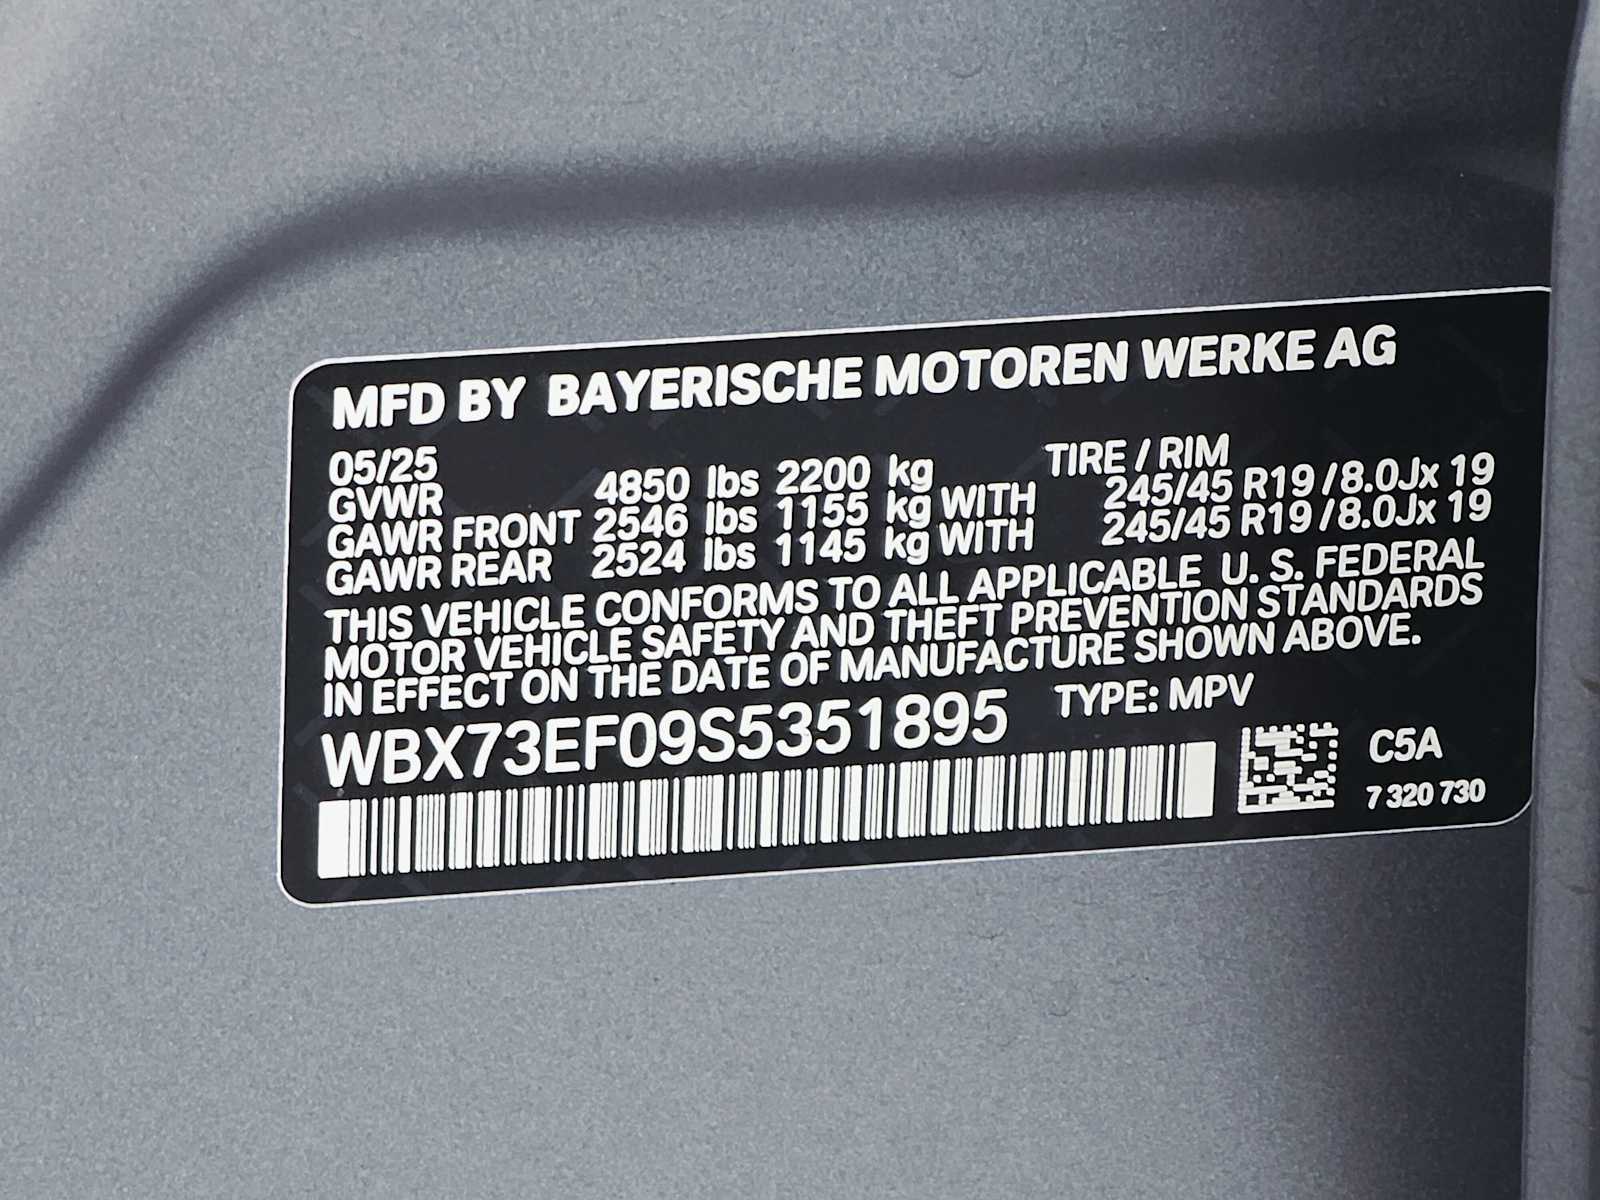 MFD BY BAYERISCHE MOTOREN WERKE AG
05/25 TIRE / RIM
GVWR 4850 lbs 2200 kg
GAWR FRONT 2546 lbs 1155 kg WITH 245/45 R19 / 8.0Jx 19
GAWR REAR 2524 lbs 1145 kg WITH 245/45 R19 / 8.0Jx 19
THIS VEHICLE CONFORMS TO ALL APPLICABLE U. S. FEDERAL
MOTOR VEHICLE SAFETY AND THEFT PREVENTION STANDARDS
IN EFFECT ON THE DATE OF MANUFACTURE SHOWN ABOVE.
WBX73EF09S5351895 TYPE: MPV
C5A
7 320 730